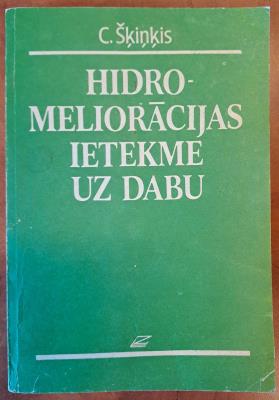 C. Šķiņķis
HIDRO-
MELIORĀCIJAS
IETEKME
UZ DABU